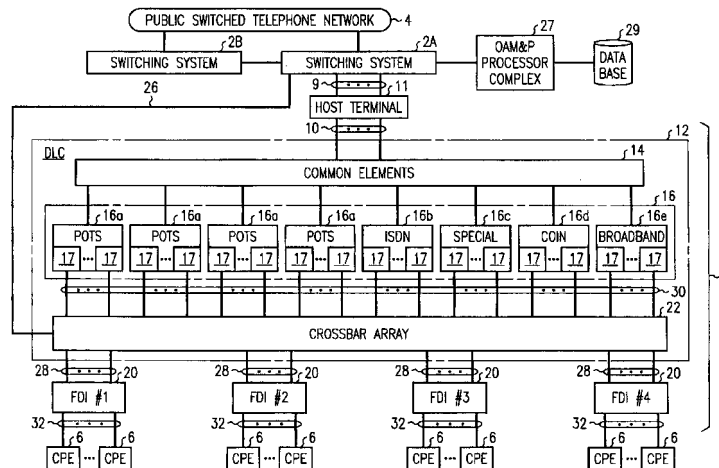 PUBLIC SWITCHED TELEPHONE NETWORK 4
2B 2A 27 29
SWITCHING SYSTEM SWITCHING SYSTEM OAM&P PROCESSOR COMPLEX DATA BASE
26 9 11
HOST TERMINAL
10 12
DLC 14
COMMON ELEMENTS
16
16a 16a 16a 16a 16b 16c 16d 16e
POTS POTS POTS POTS ISDN SPECIAL COIN BROADBAND
17 ... 17 17 ... 17 17 ... 17 17 ... 17 17 ... 17 17 ... 17 17 ... 17 17 ... 17
30
22
CROSSBAR ARRAY
28 20 28 20 28 20 28 20
FDI #1 FDI #2 FDI #3 FDI #4
32 32 32 32
6 6 6 6 6 6 6 6
CPE ... CPE CPE ... CPE CPE ... CPE CPE ... CPE